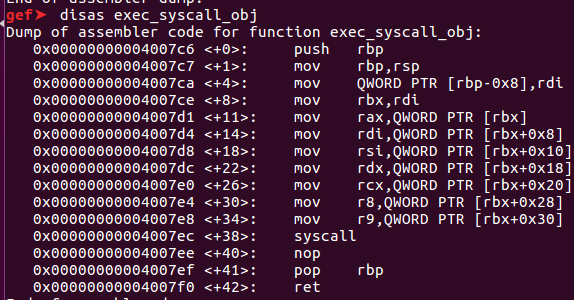 gef➤ disas exec_syscall_obj
Dump of assembler code for function exec_syscall_obj:
0x00000000004007c6 <+0>: push rbp
0x00000000004007c7 <+1>: mov rbp,rsp
0x00000000004007ca <+4>: mov QWORD PTR [rbp-0x8],rdi
0x00000000004007ce <+8>: mov rbx,rdi
0x00000000004007d1 <+11>: mov rax,QWORD PTR [rbx]
0x00000000004007d4 <+14>: mov rdi,QWORD PTR [rbx+0x8]
0x00000000004007d8 <+18>: mov rsi,QWORD PTR [rbx+0x10]
0x00000000004007dc <+22>: mov rdx,QWORD PTR [rbx+0x18]
0x00000000004007e0 <+26>: mov rcx,QWORD PTR [rbx+0x20]
0x00000000004007e4 <+30>: mov r8,QWORD PTR [rbx+0x28]
0x00000000004007e8 <+34>: mov r9,QWORD PTR [rbx+0x30]
0x00000000004007ec <+38>: syscall
0x00000000004007ee <+40>: nop
0x00000000004007ef <+41>: pop rbp
0x00000000004007f0 <+42>: ret